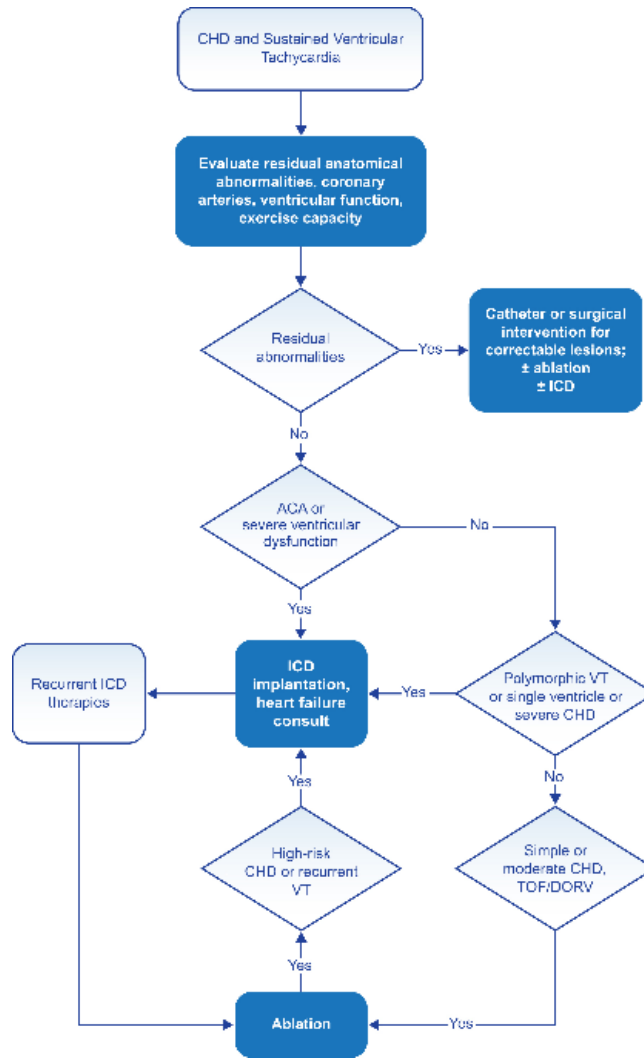 CHD and Sustained Ventricular
Tachycardia
Evaluate residual anatomical
abnormalities, coronary
arteries, ventricular function,
exercise capacity
Residual
abnormalities
Yes
Catheter or surgical
intervention for
correctable lesions;
± ablation
± ICD
No
ACA or
severe ventricular
dysfunction
No
Yes
Recurrent ICD
therapies
ICD
implantation,
heart failure
consult
Yes
Polymorphic VT
or single ventricle or
severe CHD
Yes
No
High-risk
CHD or recurrent
VT
Simple or
moderate CHD,
TOF/DORV
Yes
Ablation
Yes